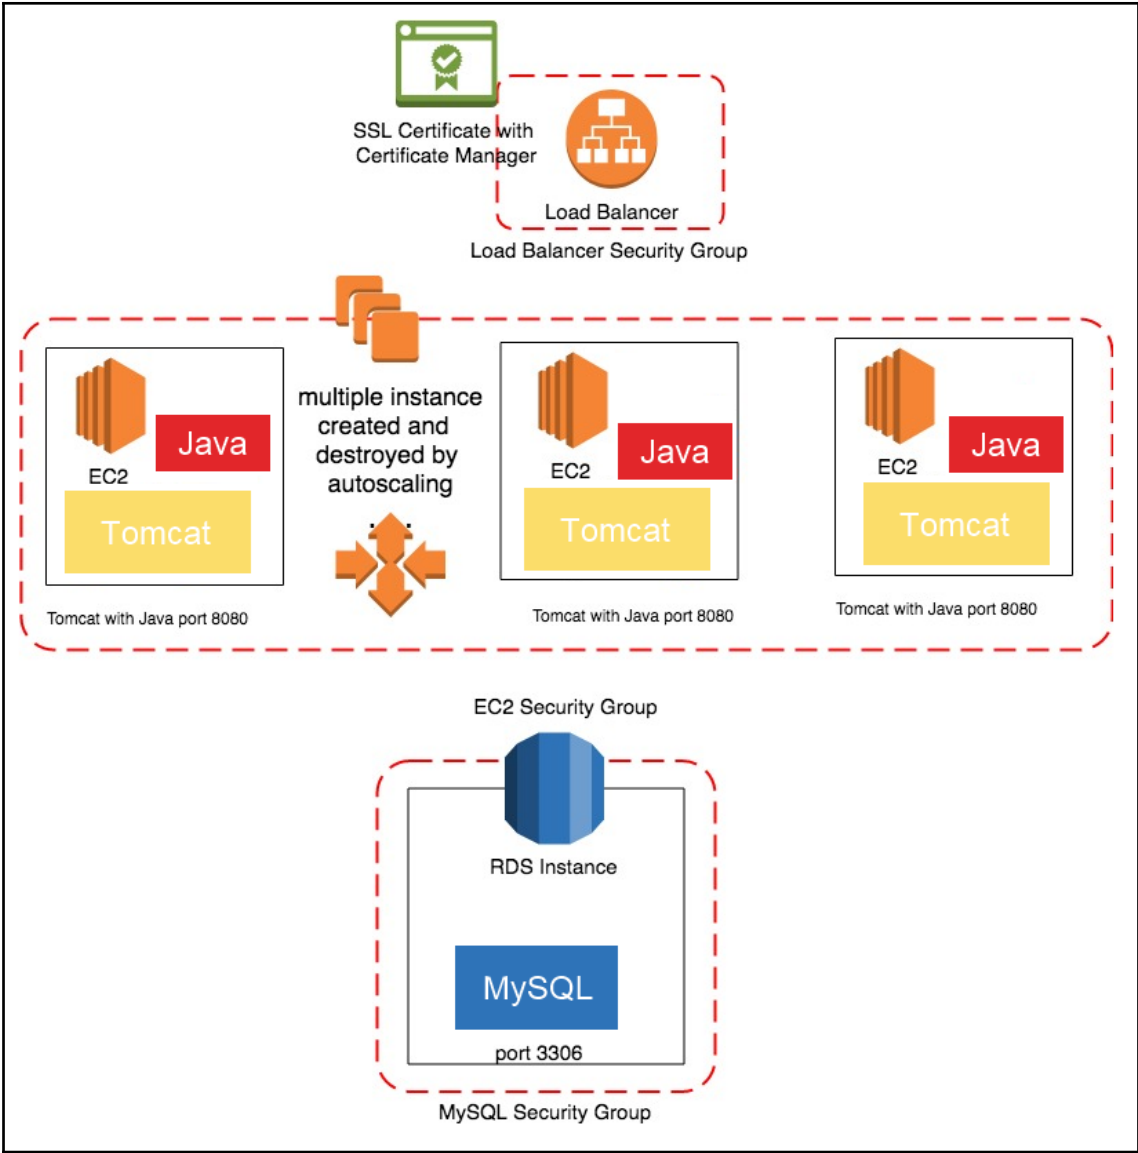 SSL Certificate with
Certificate Manager
Load Balancer
Load Balancer Security Group
multiple instance
created and
destroyed by
autoscaling
. .
EC2
Java
Tomcat
Tomcat with Java port 8080
EC2
Java
Tomcat
Tomcat with Java port 8080
EC2
Java
Tomcat
Tomcat with Java port 8080
EC2 Security Group
RDS Instance
MySQL
port 3306
MySQL Security Group